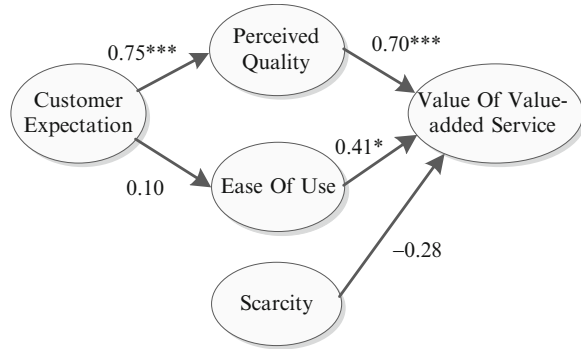 Perceived
Quality
0.75***
0.70***
Customer
Expectation
Value Of Value-
added Service
0.41*
0.10
Ease Of Use
–0.28
Scarcity